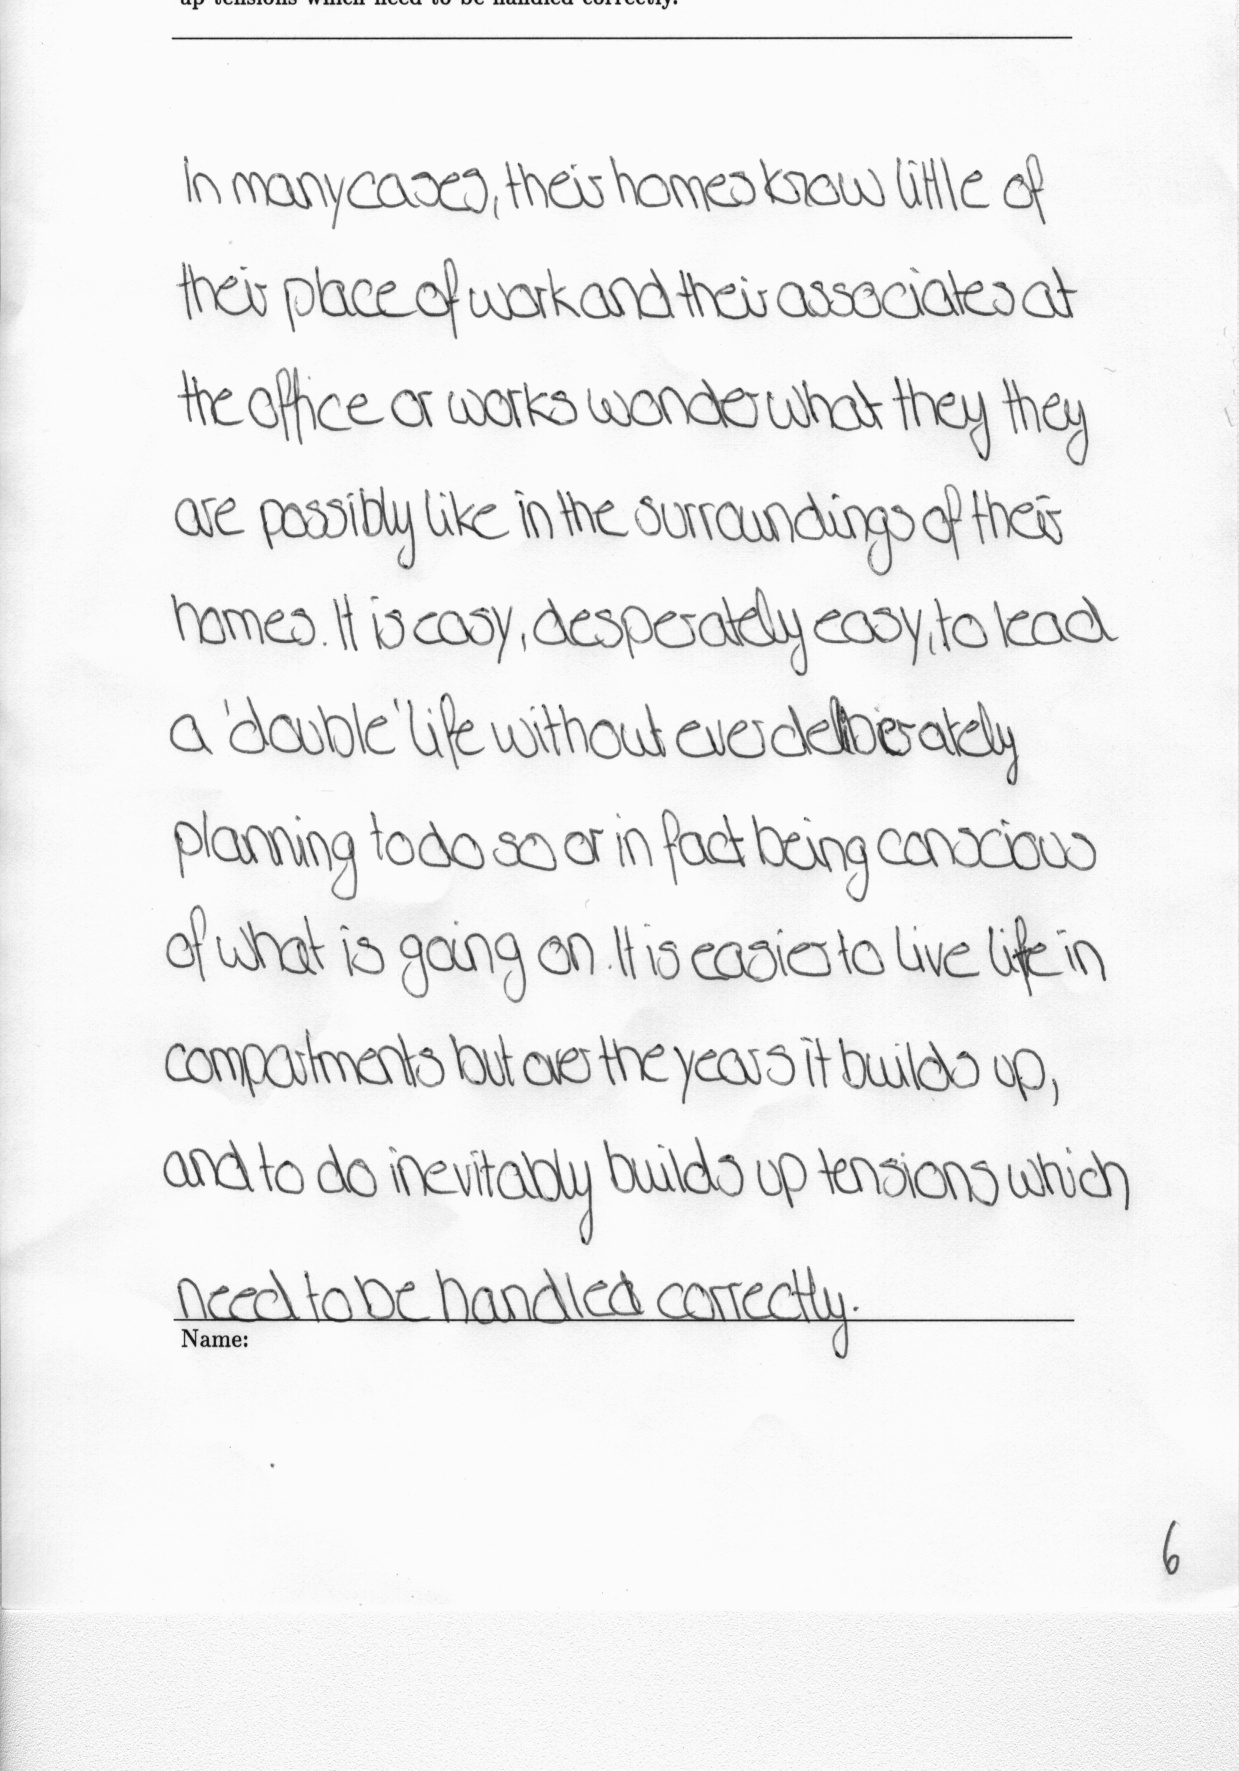 up tensions which need to be handled correctly.
In many cases, their homes know little of
their place of work and their associates at
the office or works wonder what they they
are possibly like in the surroundings of their
homes. It is easy, desperately easy, to lead
a 'double' life without ever deliberately
planning to do so or in fact being conscious
of what is going on. It is easier to live life in
compartments but over the years it builds up,
and to do inevitably builds up tensions which
need to be handled correctly.
Name:
6